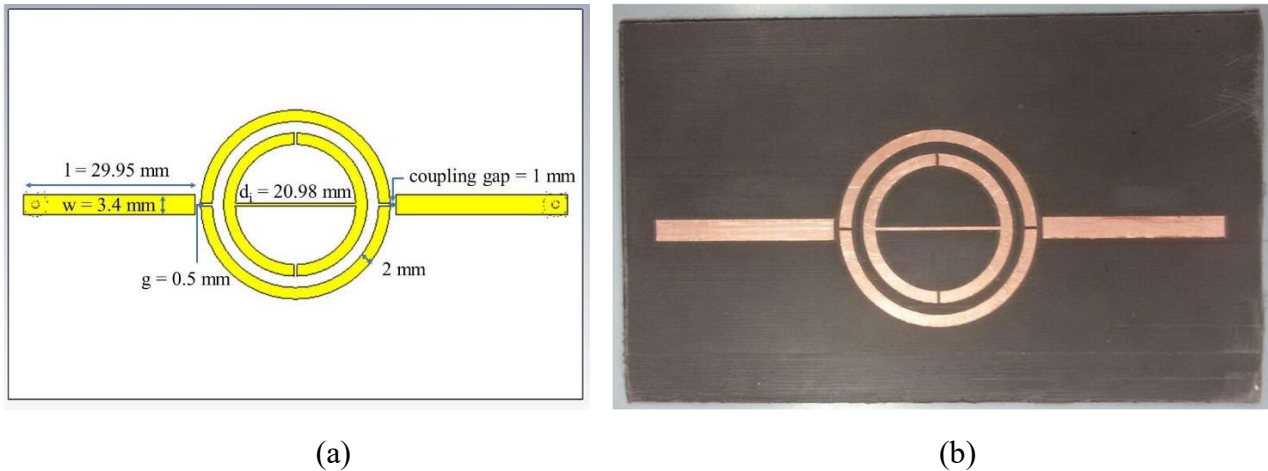 l = 29.95 mm
coupling gap = 1 mm
dᵢ = 20.98 mm
w = 3.4 mm
2 mm
g = 0.5 mm
(a)
(b)